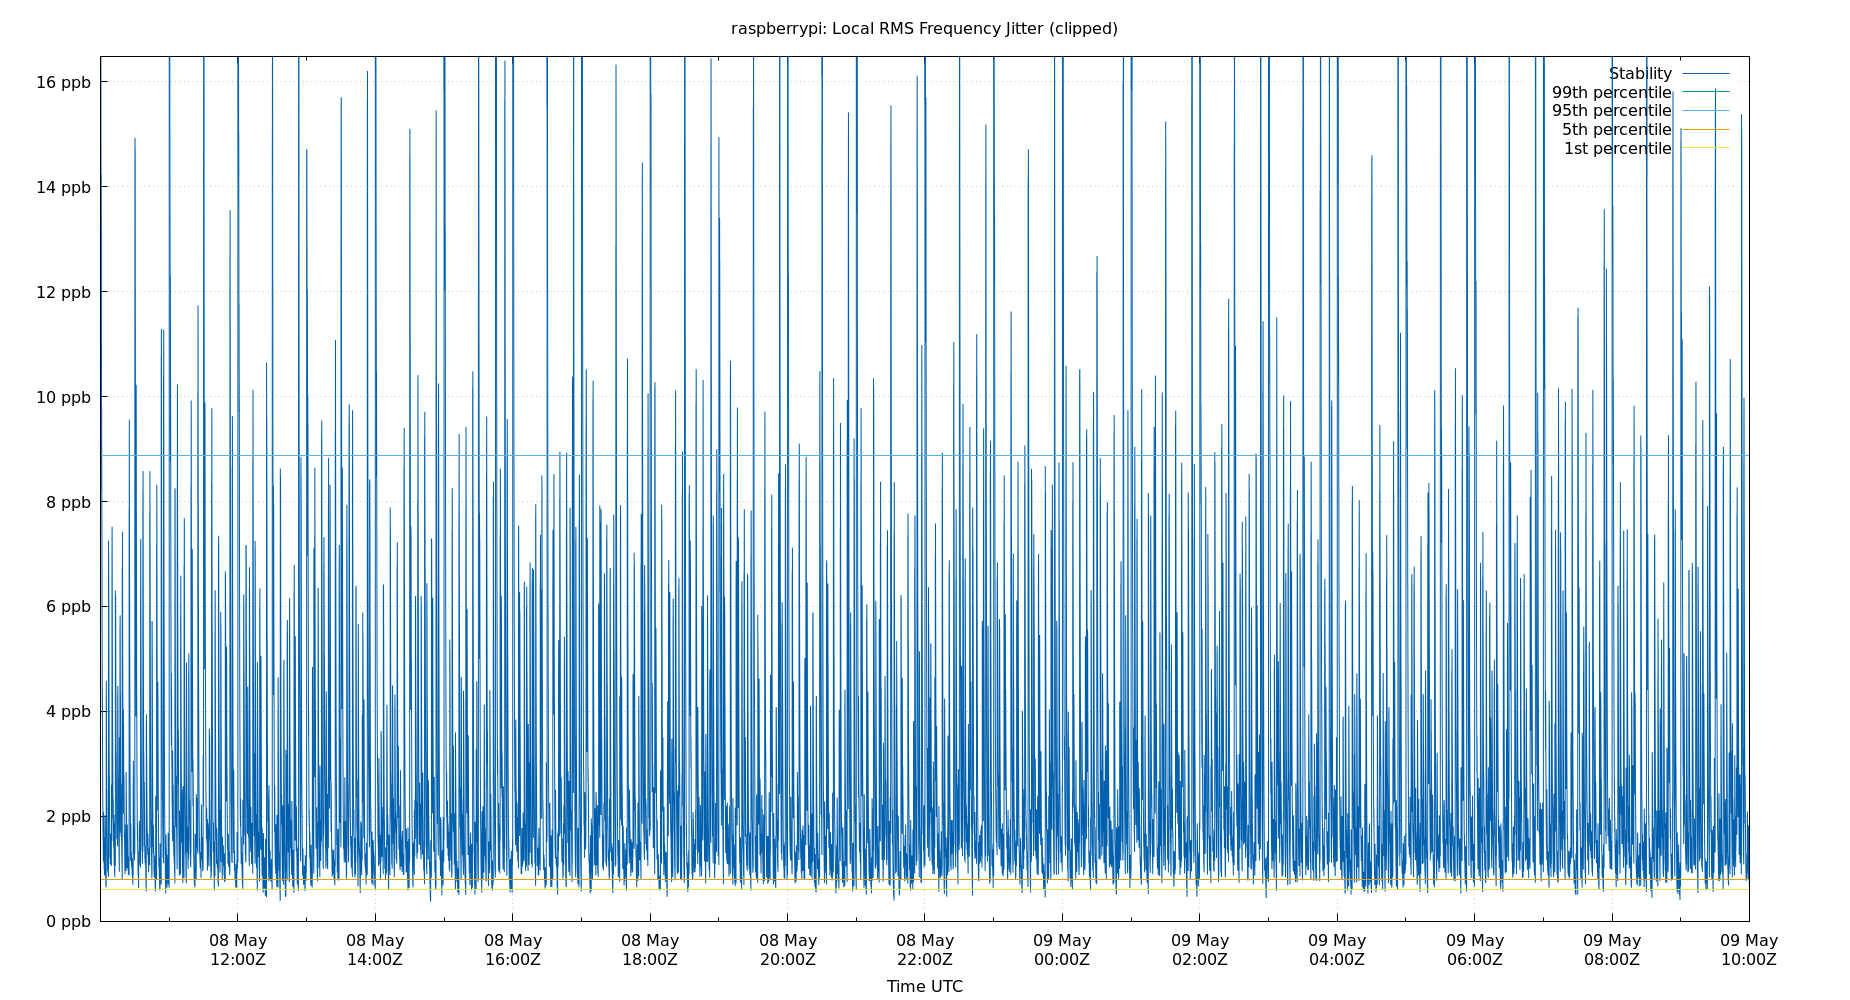 raspberrypi: Local RMS Frequency Jitter (clipped)
16 ppb
14 ppb
12 ppb
10 ppb
8 ppb
6 ppb
4 ppb
2 ppb
0 ppb
Stability
99th percentile
95th percentile
5th percentile
1st percentile
08 May 08 May 08 May 08 May 08 May 08 May 09 May 09 May 09 May 09 May 09 May 09 May
12:00Z 14:00Z 16:00Z 18:00Z 20:00Z 22:00Z 00:00Z 02:00Z 04:00Z 06:00Z 08:00Z 10:00Z
Time UTC